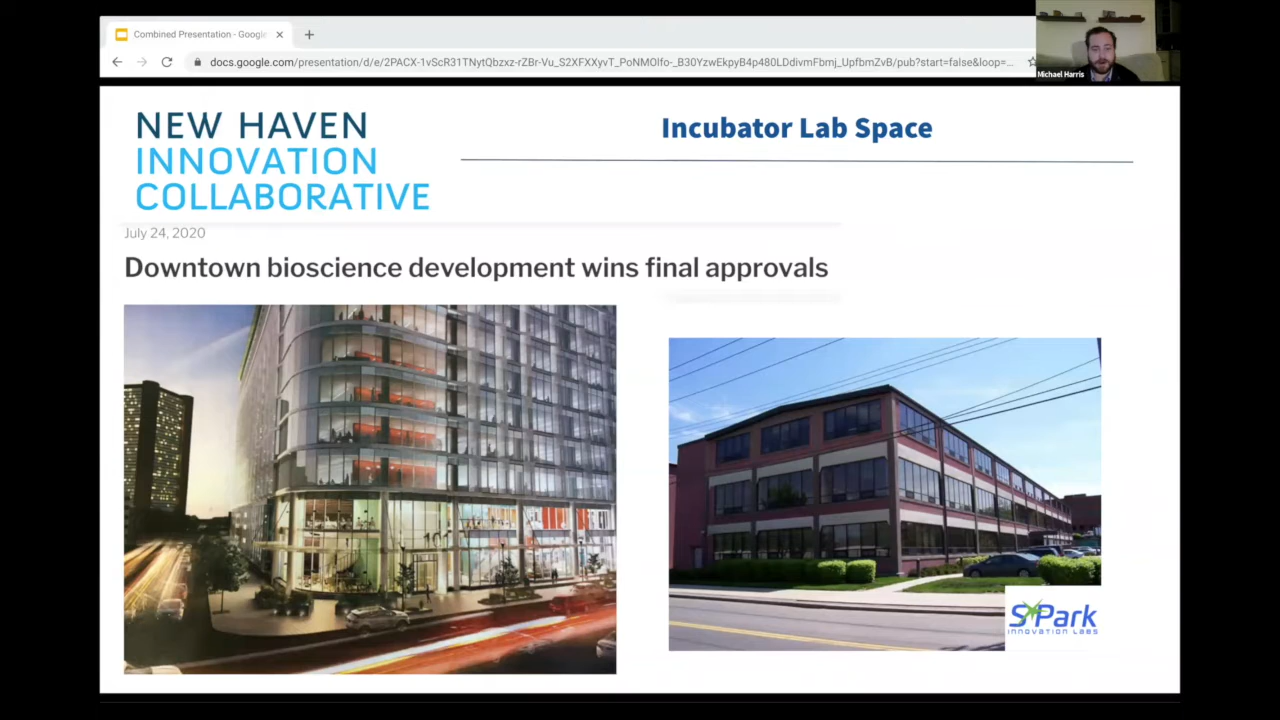 Combined Presentation - Google
docs.google.com/presentation/d/e/2PACX-1vScR31TNytQbzxz-rZBr-Vu_S2XFXXyvT_PoNMOlfo-_B30YzwEkpyB4p480LDdivmFbmj_UpfbmZvB/pub?start=false&loop=...
Michael Harris
NEW HAVEN
INNOVATION
COLLABORATIVE
Incubator Lab Space
July 24, 2020
Downtown bioscience development wins final approvals
SPark
INNOVATION LABS